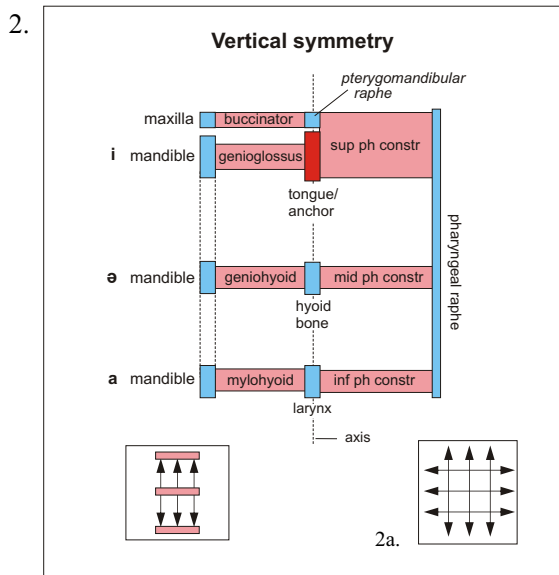 2.
Vertical symmetry
pterygomandibular
raphe
maxilla buccinator
sup ph constr
i mandible genioglossus
tongue/
anchor
pharyngeal raphe
ə mandible geniohyoid mid ph constr
hyoid
bone
a mandible mylohyoid inf ph constr
larynx
axis
2a.